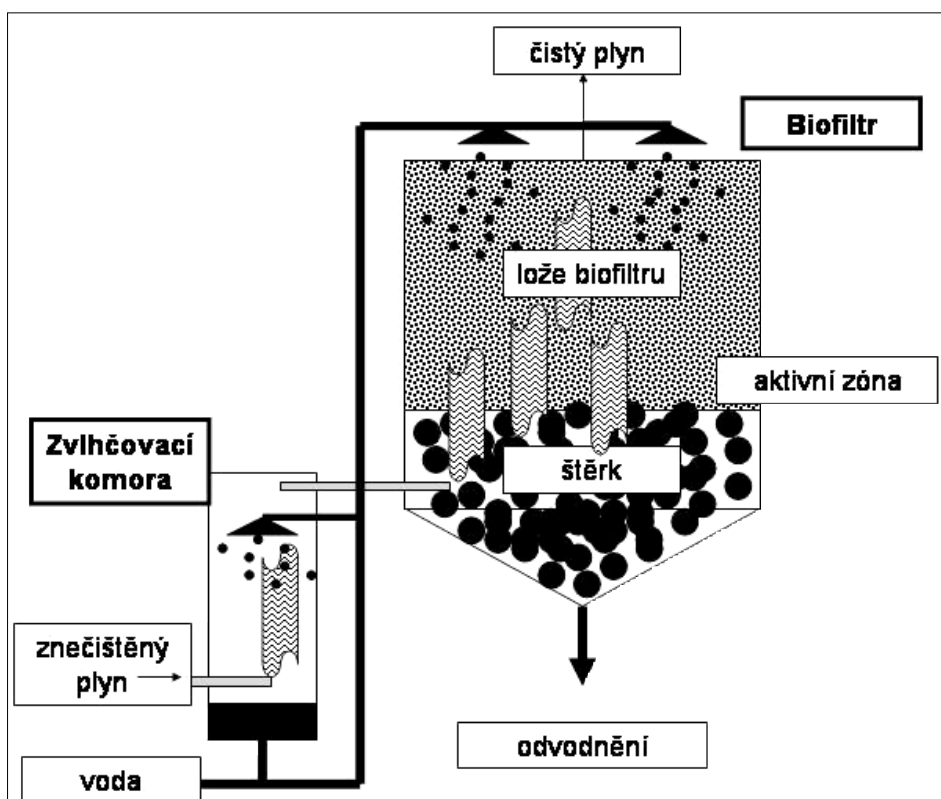 čistý plyn
Biofiltr
lože biofiltru
aktivní zóna
Zvlhčovací
komora
štěrk
znečištěný
plyn
odvodnění
voda